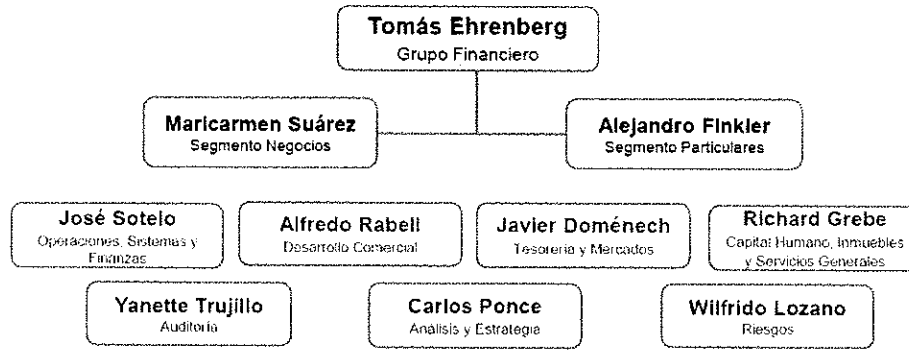 Tomás Ehrenberg
Grupo Financiero
Maricarmen Suárez
Segmento Negocios
Alejandro Finkler
Segmento Particulares
José Sotelo
Operaciones, Sistemas y
Finanzas
Alfredo Rabell
Desarrollo Comercial
Javier Doménech
Tesorería y Mercados
Richard Grebe
Capital Humano, Inmuebles
y Servicios Generales
Yanette Trujillo
Auditoría
Carlos Ponce
Análisis y Estrategia
Wilfrido Lozano
Riesgos